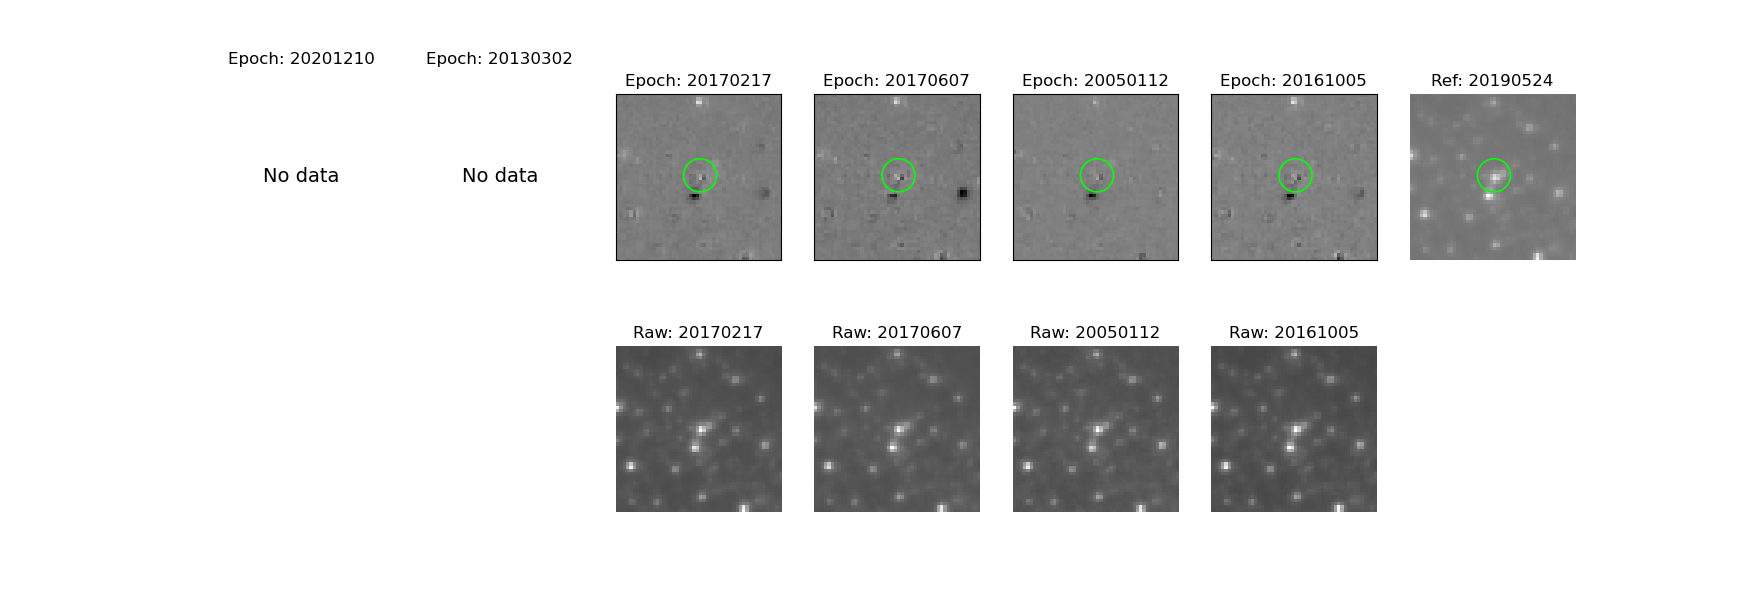 Epoch: 20201210
Epoch: 20130302
Epoch: 20170217
Epoch: 20170607
Epoch: 20050112
Epoch: 20161005
Ref: 20190524
No data
No data
Raw: 20170217
Raw: 20170607
Raw: 20050112
Raw: 20161005